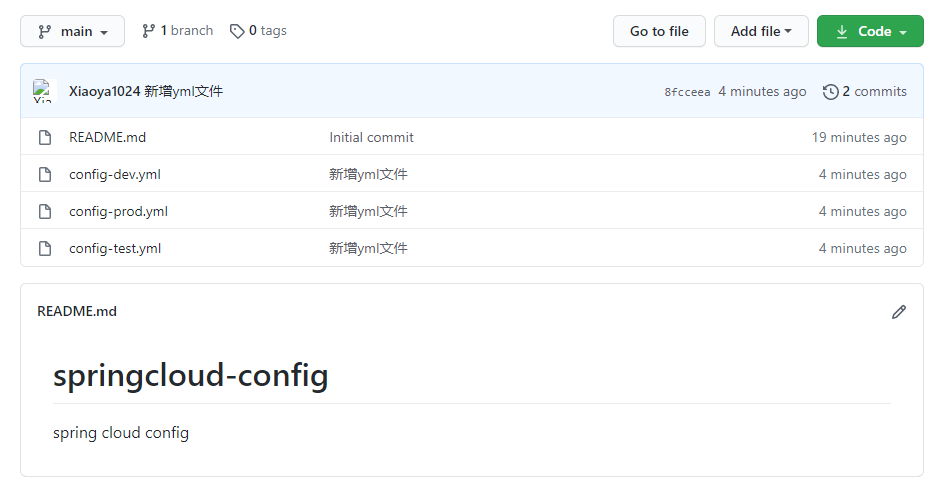 main 1 branch 0 tags Go to file Add file Code
Xiaoya1024 新增yml文件 8fcceea 4 minutes ago 2 commits
README.md Initial commit 19 minutes ago
config-dev.yml 新增yml文件 4 minutes ago
config-prod.yml 新增yml文件 4 minutes ago
config-test.yml 新增yml文件 4 minutes ago
README.md
springcloud-config
spring cloud config